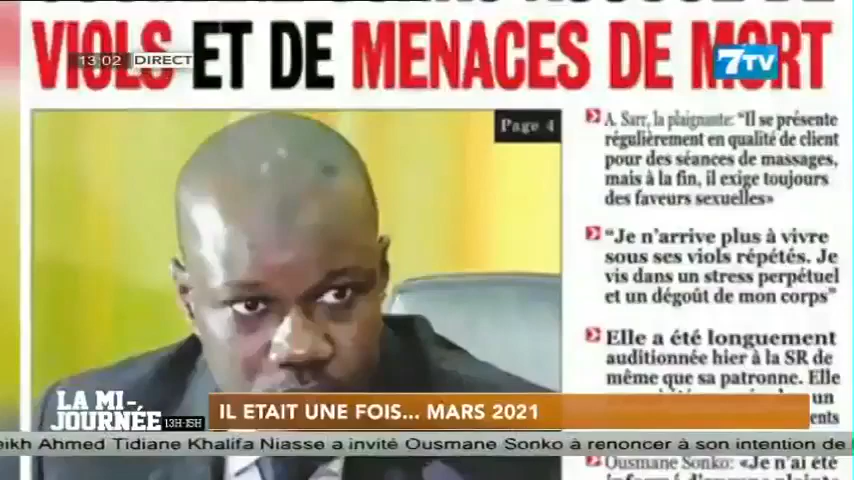 VIOLS ET DE MENACES DE MORT
13:02 DIRECT
7TV
Page 4
A. Sarr, la plaignante: "Il se présente
régulièrement en qualité de client
pour des séances de massages,
mais à la fin, il exige toujours
des faveurs sexuelles»
"Je n'arrive plus à vivre
sous ses viols répétés. Je
vis dans un stress perpétuel
et un dégoût de mon corps"
Elle a été longuement
auditionnée hier à la SR de
même que sa patronne. Elle
un
ents
LA MI-
JOURNÉE 13H-15H
IL ETAIT UNE FOIS... MARS 2021
eikh Ahmed Tidiane Khalifa Niasse a invité Ousmane Sonko à renoncer à son intention de
Ousmane Sonko: «Je n'ai été